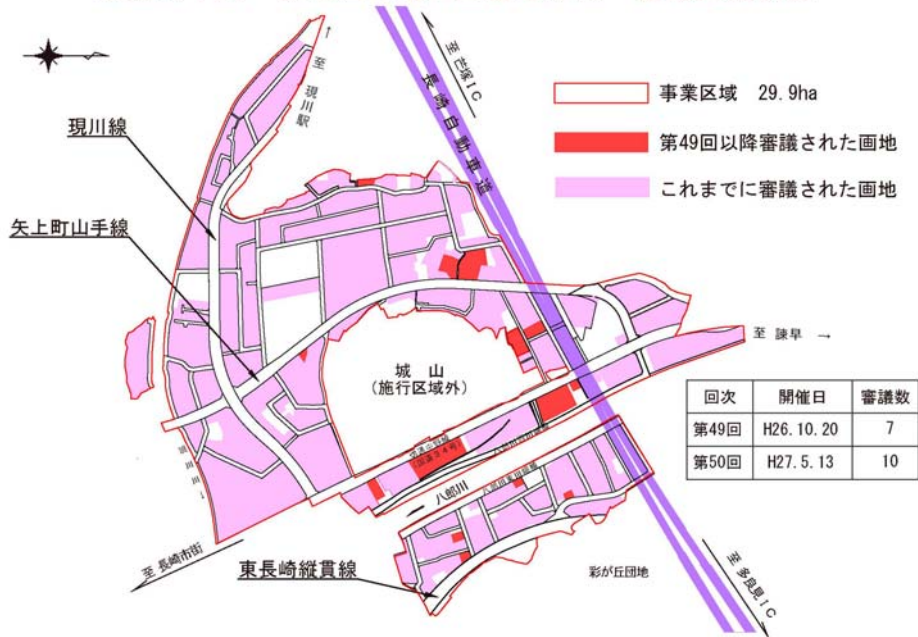 至 現川駅
至 芒塚IC
長崎自動車道
事業区域 29.9ha
第49回以降審議された画地
これまでに審議された画地
現川線
矢上町山手線
城 山
(施行区域外)
至 諫早 →
回次 開催日 審議数
第49回 H26.10.20 7
第50回 H27.5.13 10
(国道34号)
八郎川
至 長崎市街
東長崎縦貫線
彩が丘団地
至 多良見IC